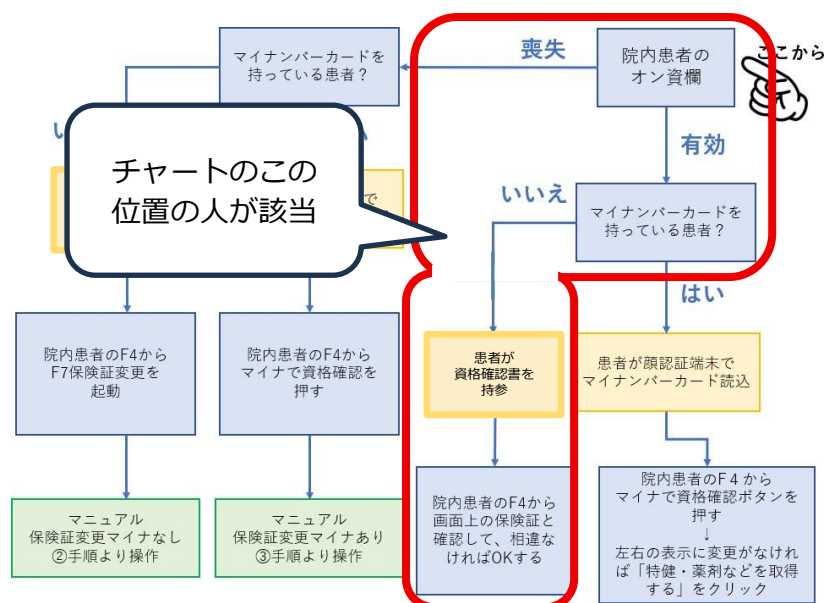 ここから
院内患者の
オン資欄
喪失
マイナンバーカードを
持っている患者？
有効
いいえ
マイナンバーカードを
持っている患者？
はい
チャートのこの
位置の人が該当
で
院内患者のF4から
F7保険証変更を
起動
院内患者のF4から
マイナで資格確認を
押す
患者が
資格確認書を
持参
患者が顔認証端末で
マイナンバーカード読込
マニュアル
保険証変更マイナなし
②手順より操作
マニュアル
保険証変更マイナあり
③手順より操作
院内患者のF4から
画面上の保険証と
確認して、相違な
ければOKする
院内患者のF４から
マイナで資格確認ボタンを
押す
↓
左右の表示に変更がなけれ
ば「特健・薬剤などを取得
する」をクリック